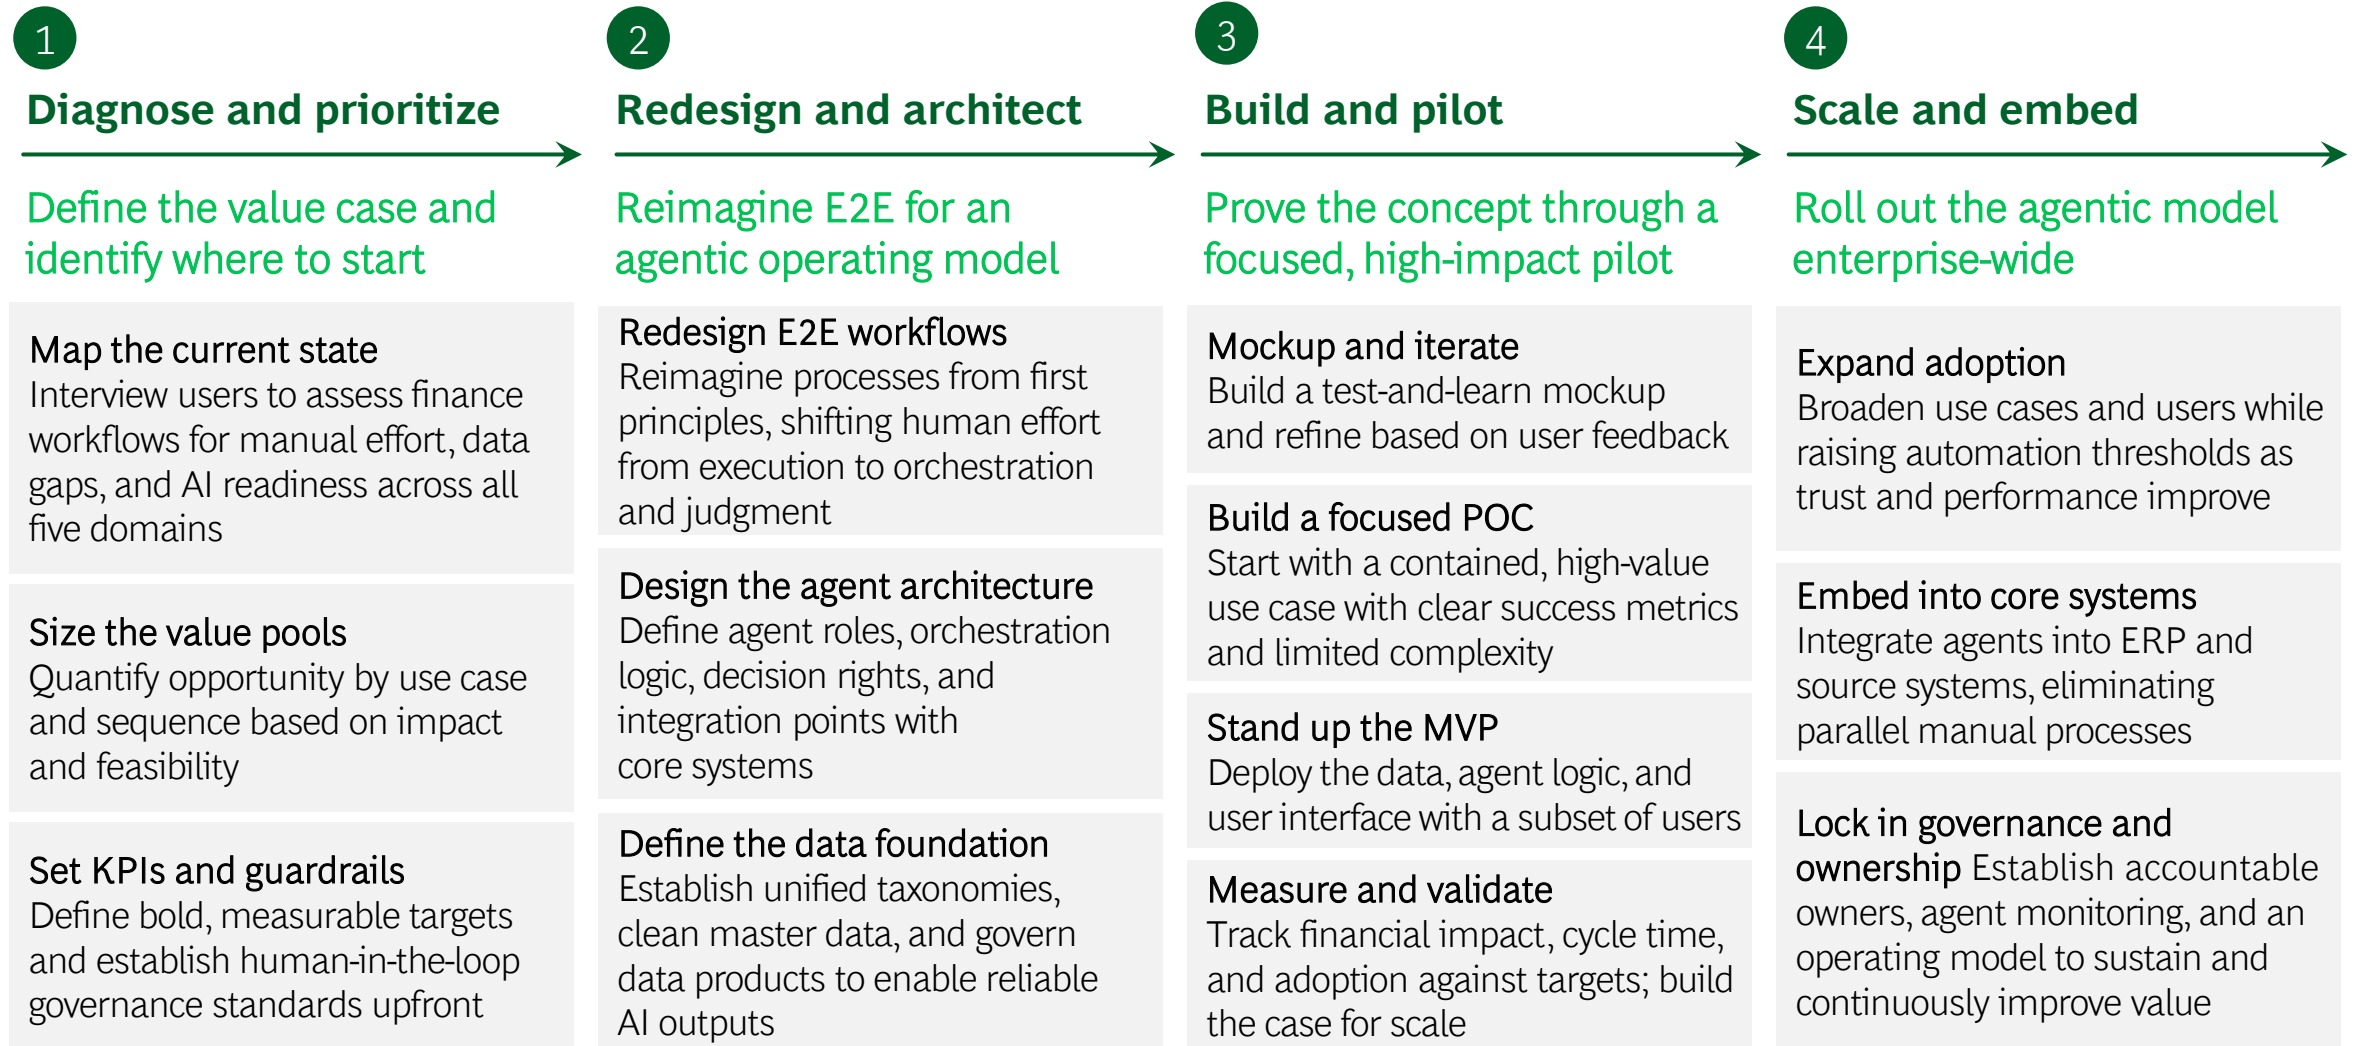 1
Diagnose and prioritize
Define the value case and
identify where to start
Map the current state
Interview users to assess finance
workflows for manual effort, data
gaps, and AI readiness across all
five domains
Size the value pools
Quantify opportunity by use case
and sequence based on impact
and feasibility
Set KPIs and guardrails
Define bold, measurable targets
and establish human-in-the-loop
governance standards upfront
2
Redesign and architect
Reimagine E2E for an
agentic operating model
Redesign E2E workflows
Reimagine processes from first
principles, shifting human effort
from execution to orchestration
and judgment
Design the agent architecture
Define agent roles, orchestration
logic, decision rights, and
integration points with
core systems
Define the data foundation
Establish unified taxonomies,
clean master data, and govern
data products to enable reliable
AI outputs
3
Build and pilot
Prove the concept through a
focused, high-impact pilot
Mockup and iterate
Build a test-and-learn mockup
and refine based on user feedback
Build a focused POC
Start with a contained, high-value
use case with clear success metrics
and limited complexity
Stand up the MVP
Deploy the data, agent logic, and
user interface with a subset of users
Measure and validate
Track financial impact, cycle time,
and adoption against targets; build
the case for scale
4
Scale and embed
Roll out the agentic model
enterprise-wide
Expand adoption
Broaden use cases and users while
raising automation thresholds as
trust and performance improve
Embed into core systems
Integrate agents into ERP and
source systems, eliminating
parallel manual processes
Lock in governance and
ownership Establish accountable
owners, agent monitoring, and an
operating model to sustain and
continuously improve value